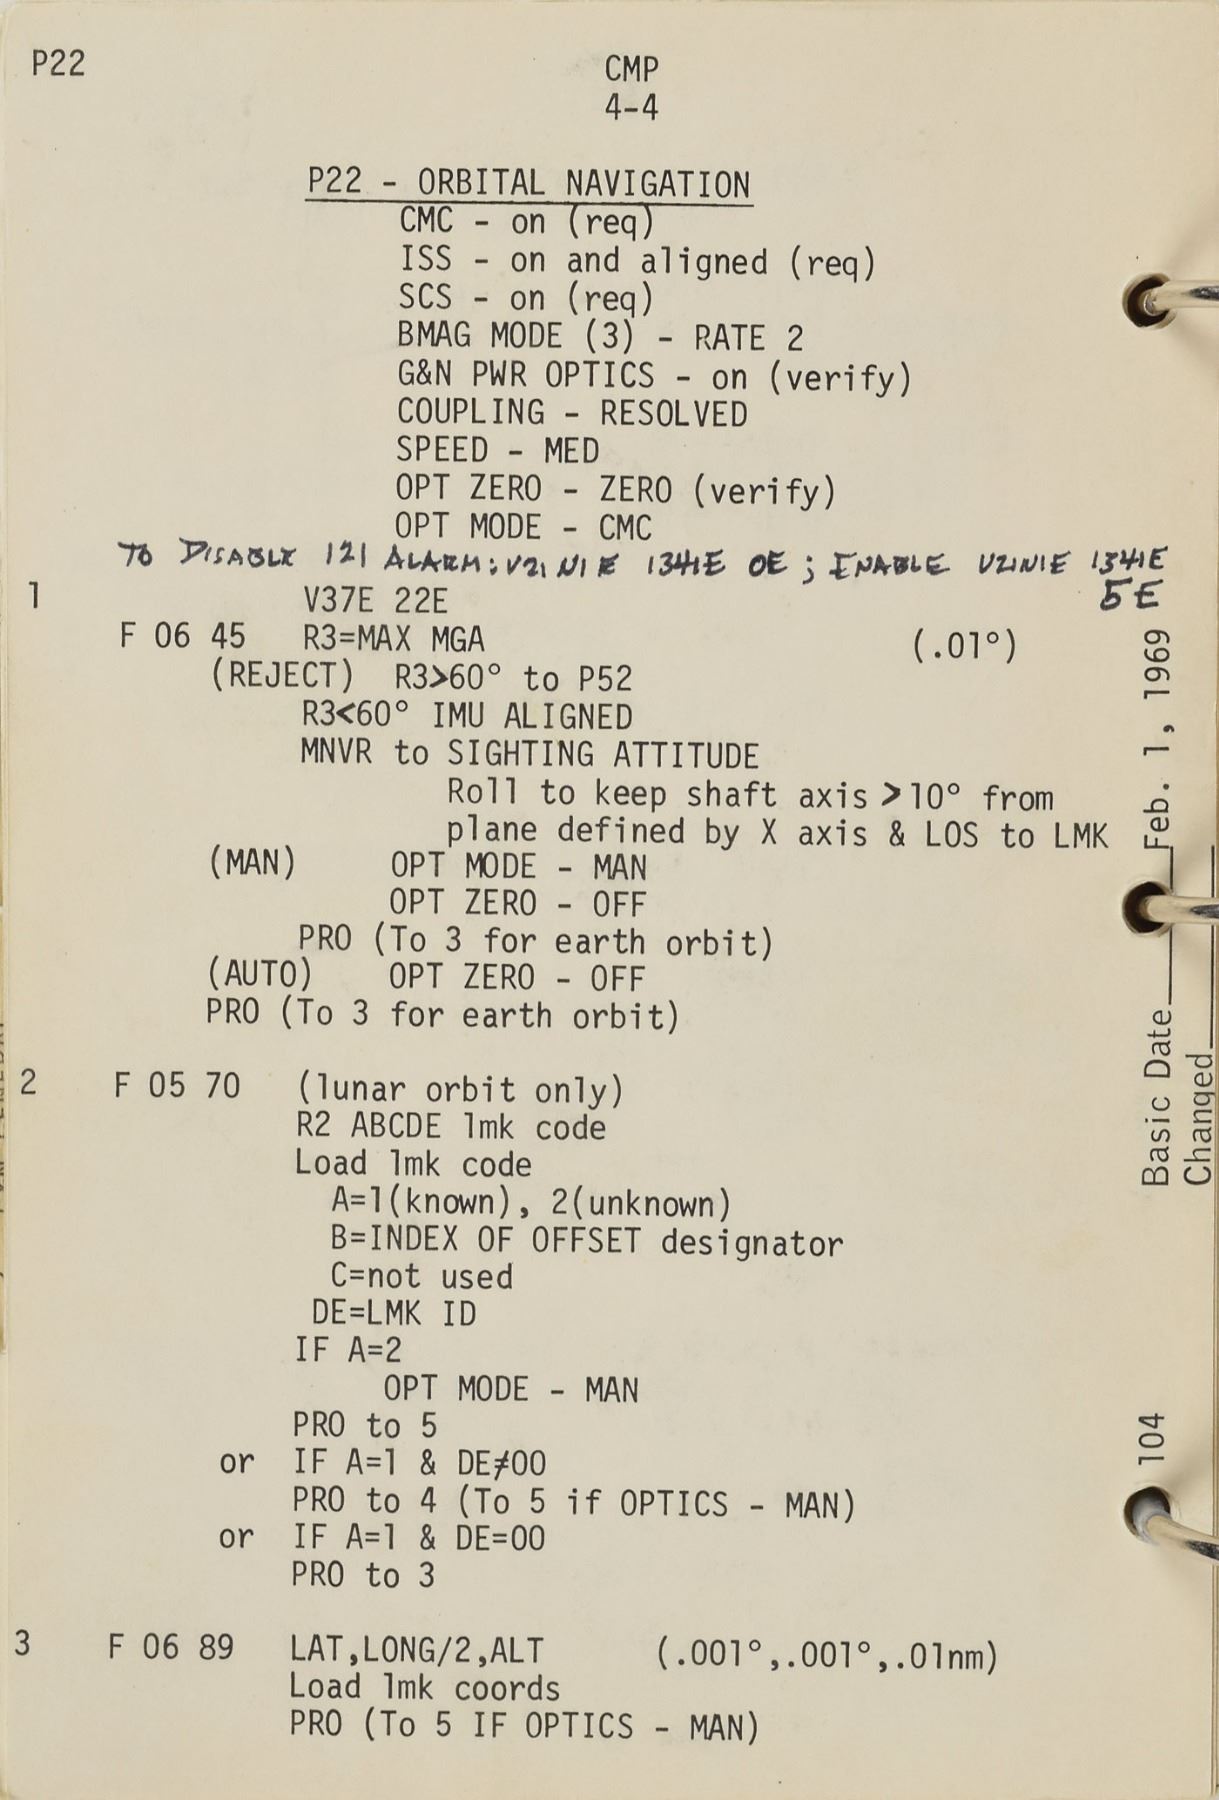 P22
CMP
4-4
P22 - ORBITAL NAVIGATION
CMC - on (req)
ISS - on and aligned (req)
SCS - on (req)
BMAG MODE (3) - RATE 2
G&N PWR OPTICS - on (verify)
COUPLING - RESOLVED
SPEED - MED
OPT ZERO - ZERO (verify)
OPT MODE - CMC
TO DISABLE 121 ALARM: V21 N1E 1341E 0E ; ENABLE V21N1E 1341E
5E
1 V37E 22E
F 06 45 R3=MAX MGA (.01°)
(REJECT) R3>60° to P52
R3<60° IMU ALIGNED
MNVR to SIGHTING ATTITUDE
Roll to keep shaft axis >10° from
plane defined by X axis & LOS to LMK
(MAN) OPT MODE - MAN
OPT ZERO - OFF
PRO (To 3 for earth orbit)
(AUTO) OPT ZERO - OFF
PRO (To 3 for earth orbit)
2 F 05 70 (lunar orbit only)
R2 ABCDE lmk code
Load lmk code
A=1(known), 2(unknown)
B=INDEX OF OFFSET designator
C=not used
DE=LMK ID
IF A=2
OPT MODE - MAN
PRO to 5
or IF A=1 & DE≠00
PRO to 4 (To 5 if OPTICS - MAN)
or IF A=1 & DE=00
PRO to 3
3 F 06 89 LAT,LONG/2,ALT (.001°,.001°,.01nm)
Load lmk coords
PRO (To 5 IF OPTICS - MAN)
Basic Date Feb. 1, 1969
Changed
104